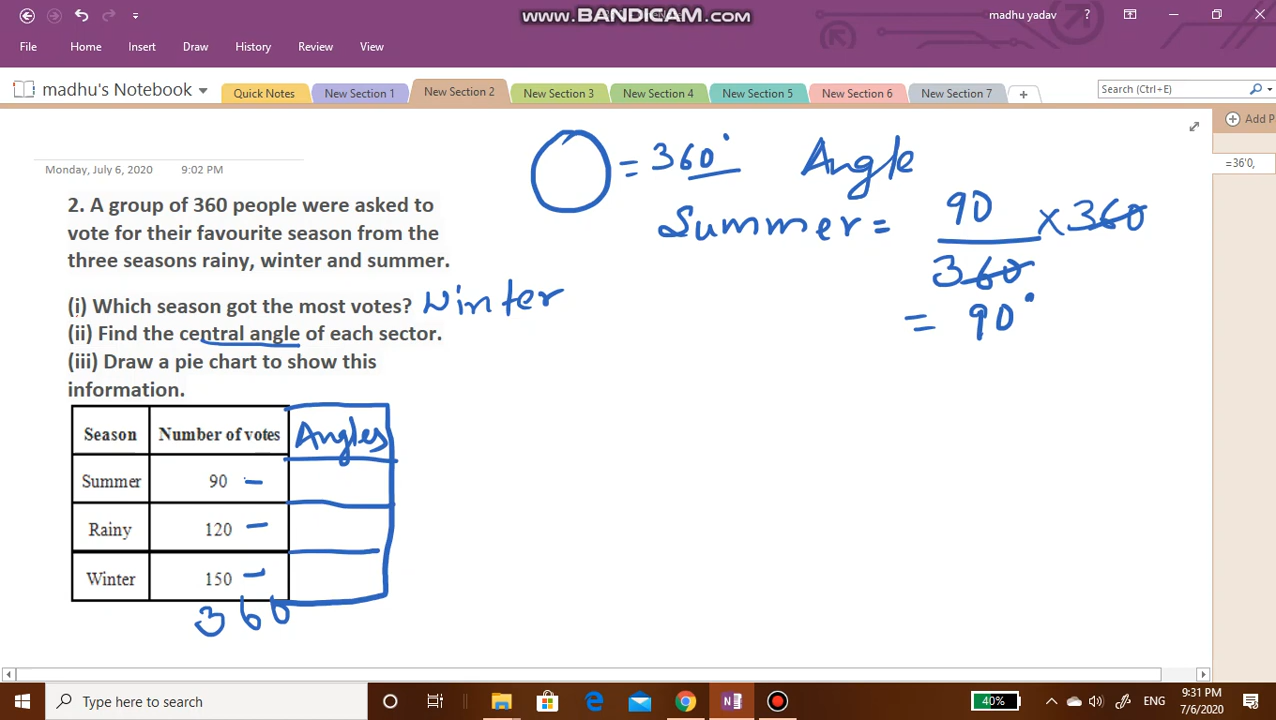 www.BANDICAM.com
madhu yadav
?
File Home Insert Draw History Review View
madhu's Notebook
Quick Notes New Section 1 New Section 2 New Section 3 New Section 4 New Section 5 New Section 6 New Section 7 +
Search (Ctrl+E)
Add P
=36'0,
Monday, July 6, 2020 9:02 PM
= 360° Angle
Summer = 90 × 360
360
= 90°
2. A group of 360 people were asked to
vote for their favourite season from the
three seasons rainy, winter and summer.
(i) Which season got the most votes? Winter
(ii) Find the central angle of each sector.
(iii) Draw a pie chart to show this
information.
Season Number of votes Angles
Summer 90 -
Rainy 120 -
Winter 150 -
360
Type here to search
40%
ENG
9:31 PM
7/6/2020